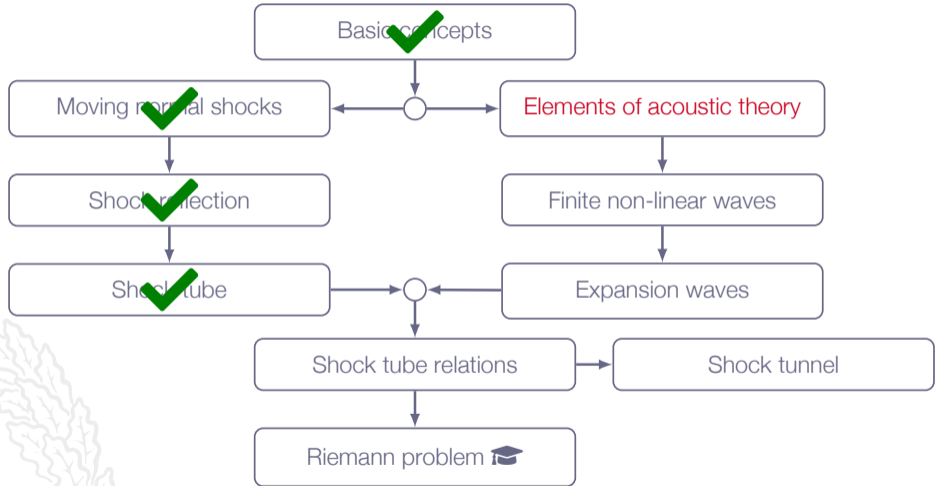 Basic concepts
Moving normal shocks
Elements of acoustic theory
Shock reflection
Finite non-linear waves
Shock tube
Expansion waves
Shock tube relations
Shock tunnel
Riemann problem